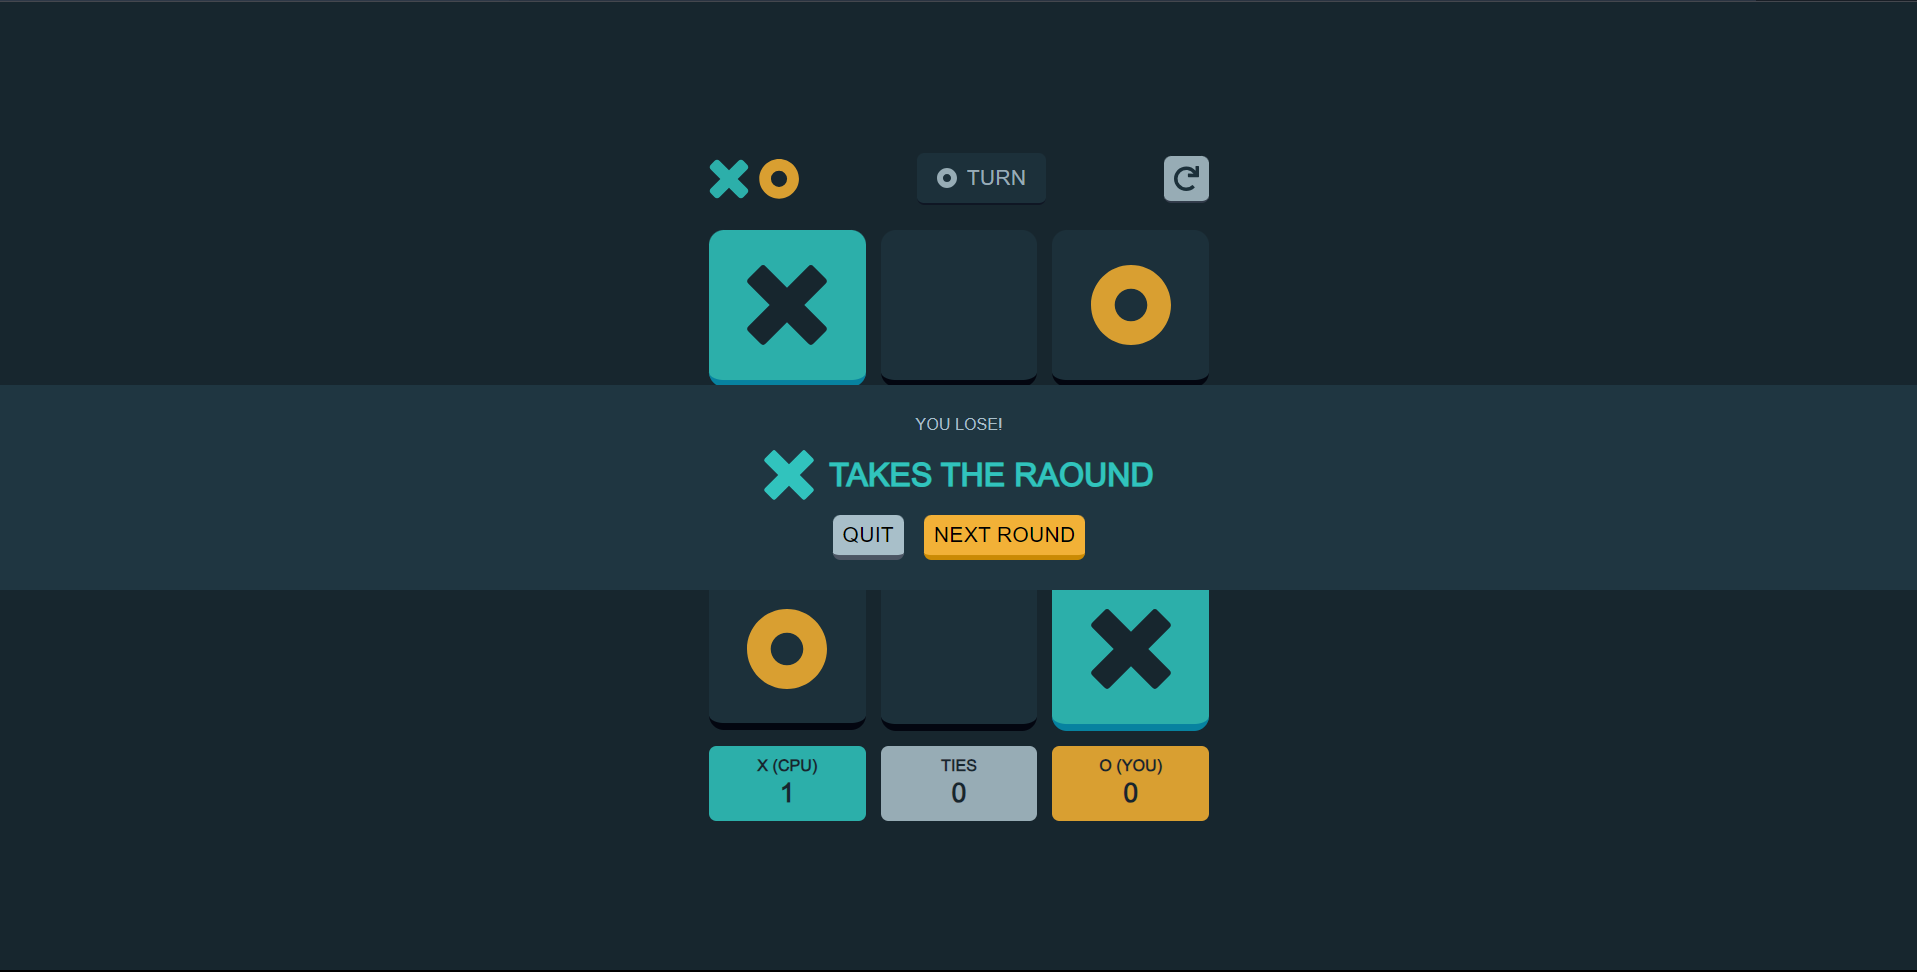 TURN
YOU LOSE!
TAKES THE RAOUND
QUIT
NEXT ROUND
X (CPU)
1
TIES
0
O (YOU)
0